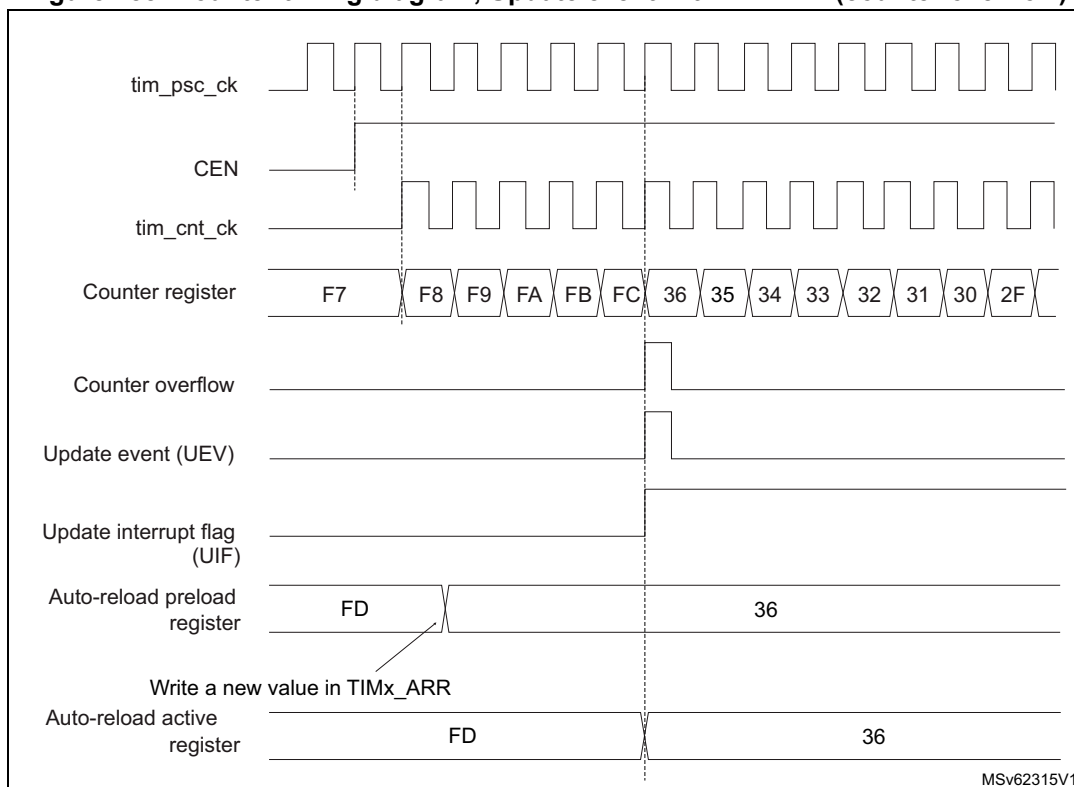 tim_psc_ck
CEN
tim_cnt_ck
Counter register F7 F8 F9 FA FB FC 36 35 34 33 32 31 30 2F
Counter overflow
Update event (UEV)
Update interrupt flag
(UIF)
Auto-reload preload
register
FD 36
Write a new value in TIMx_ARR
Auto-reload active
register
FD 36
MSv62315V1